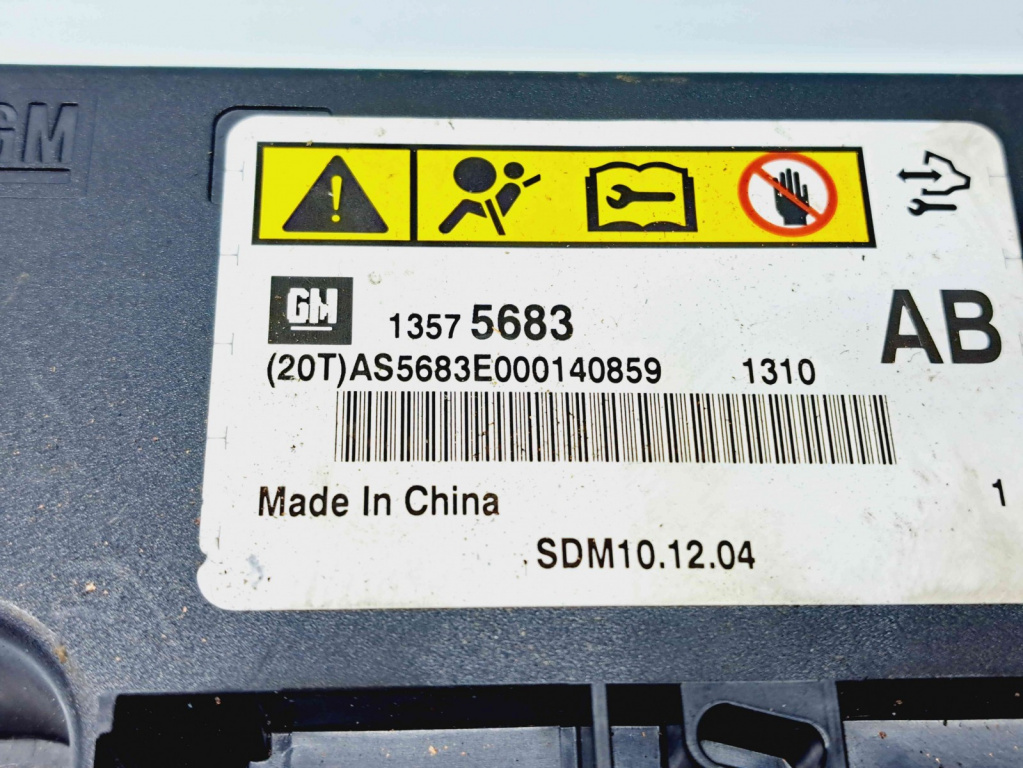 GM
GM 1357 5683 AB
(20T)AS5683E000140859 1310
Made In China
1
SDM10.12.04